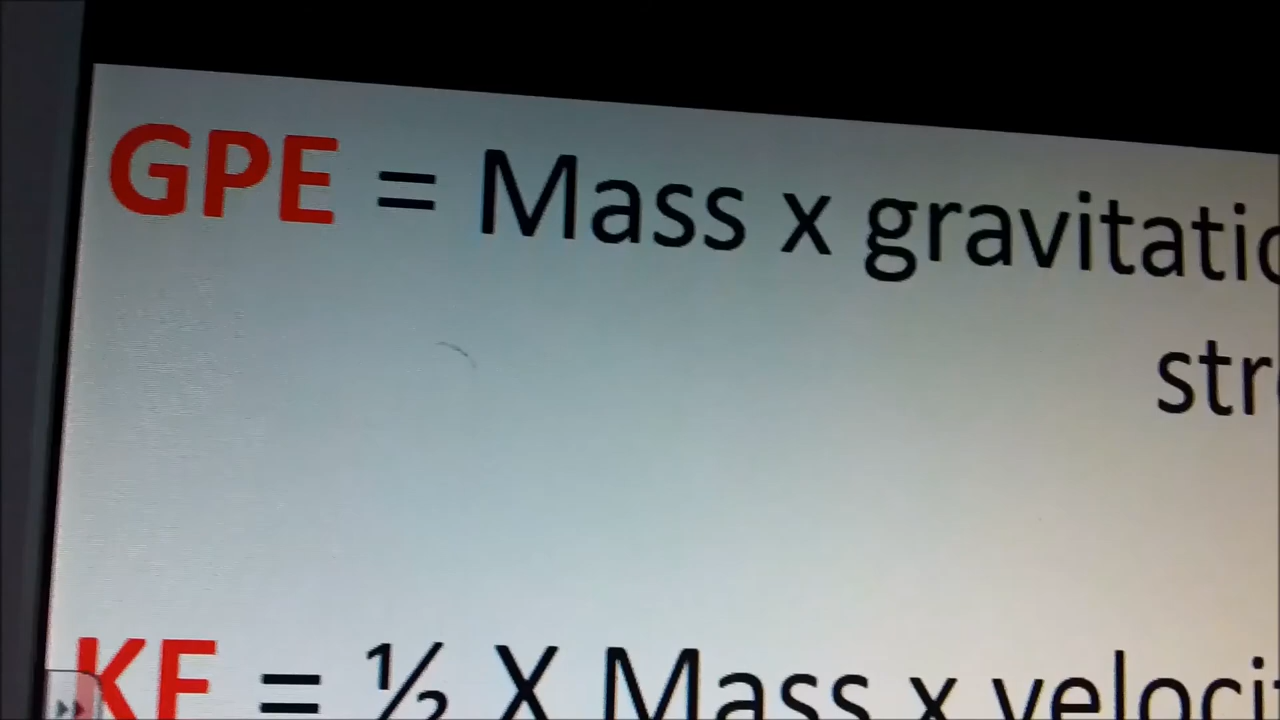 GPE = Mass x gravitatio
str
KE = ½ X Mass x velocit